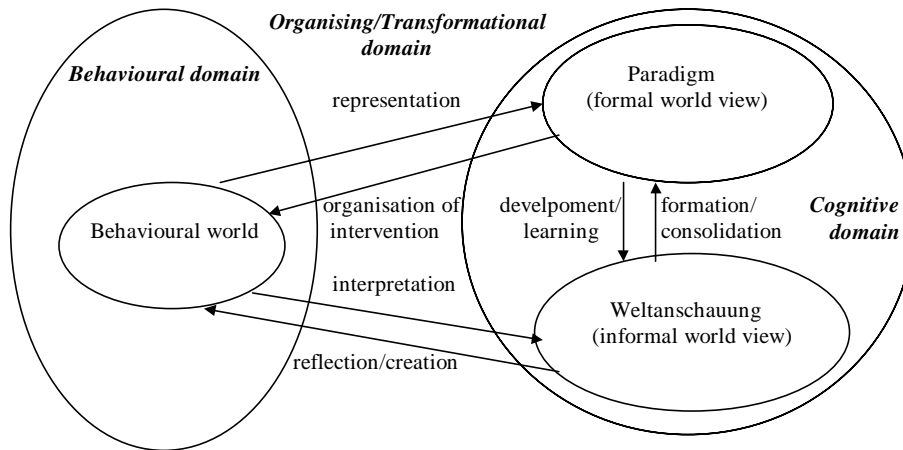 Organising/Transformational
domain
Behavioural domain
Paradigm
(formal world view)
representation
organisation of
intervention
develpoment/
learning
formation/
consolidation
Cognitive
domain
Behavioural world
interpretation
Weltanschauung
(informal world view)
reflection/creation